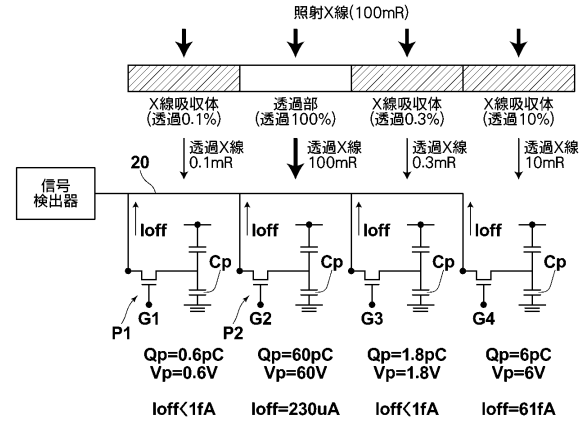 照射X線(100mR)
X線吸収体 透過部 X線吸収体 X線吸収体
(透過0.1%) (透過100%) (透過0.3%) (透過10%)
透過X線 透過X線 透過X線 透過X線
0.1mR 100mR 0.3mR 10mR
20
信号
検出器
Ioff Ioff Ioff Ioff
Cp Cp Cp Cp
G1 G2 G3 G4
P1 P2
Qp=0.6pC Qp=60pC Qp=1.8pC Qp=6pC
Vp=0.6V Vp=60V Vp=1.8V Vp=6V
Ioff<1fA Ioff=230uA Ioff<1fA Ioff=61fA